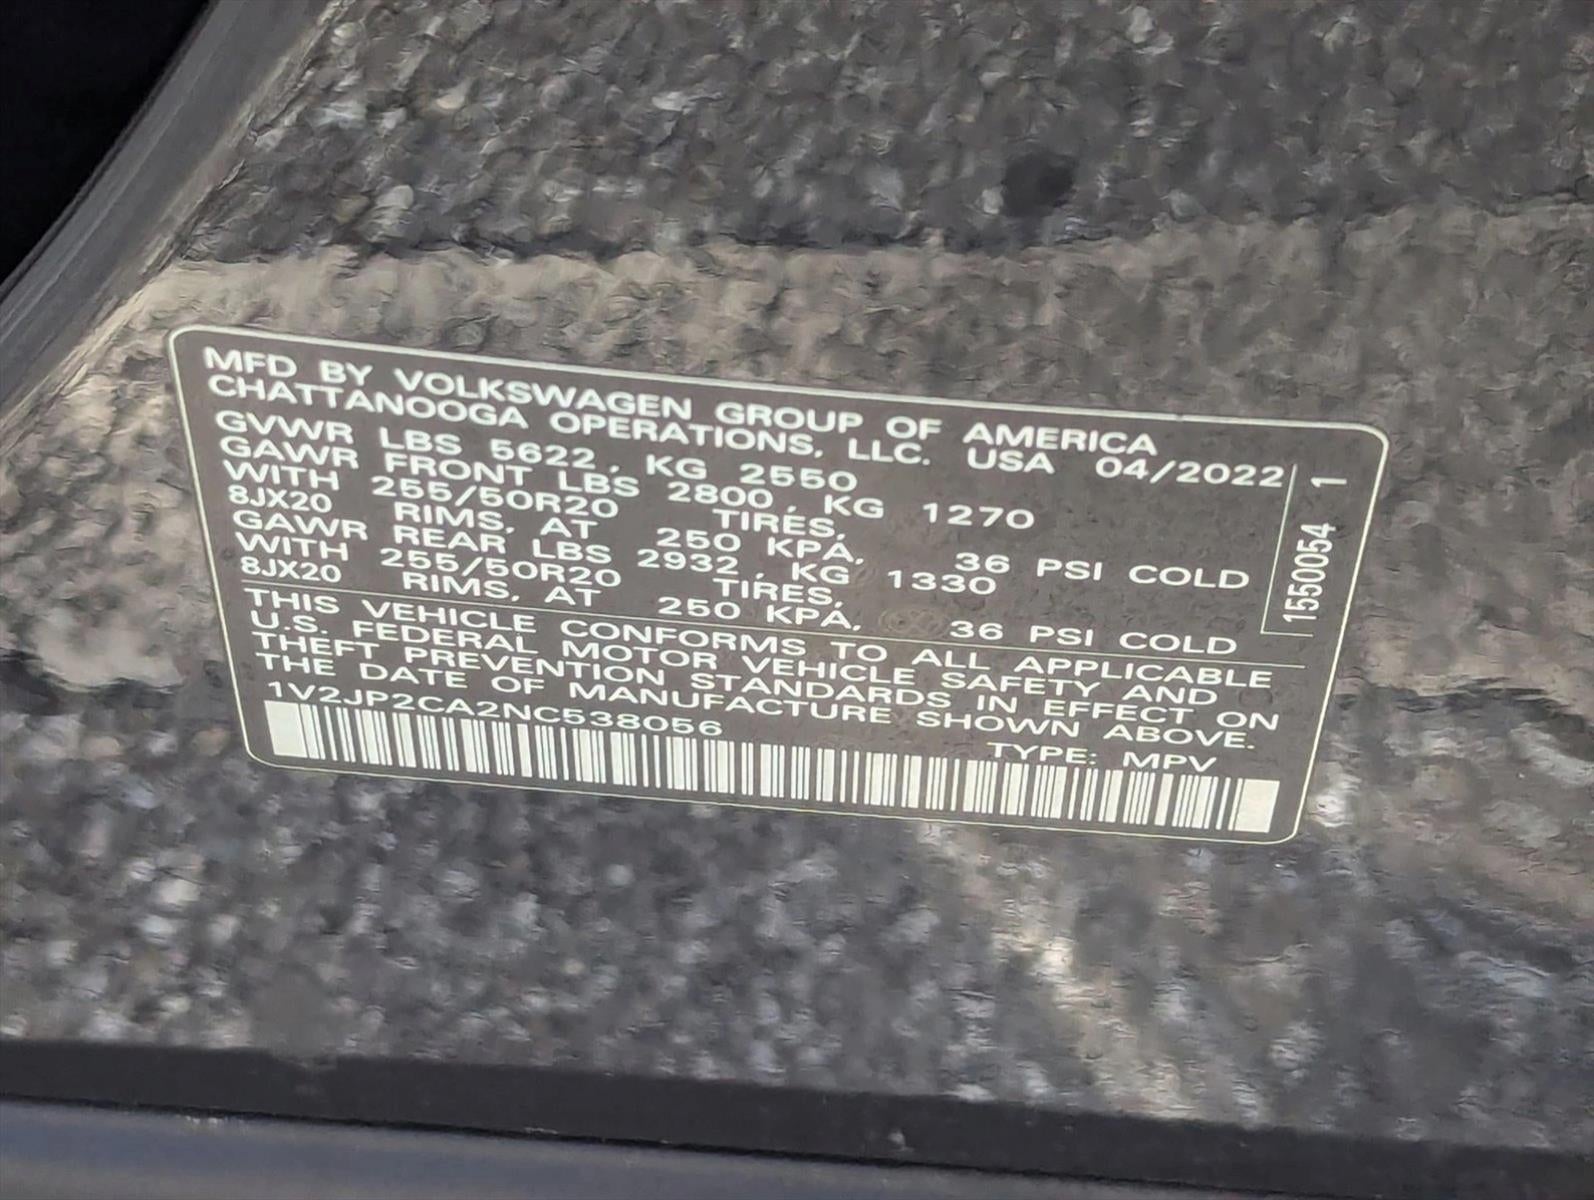 MFD BY VOLKSWAGEN GROUP OF AMERICA
CHATTANOOGA OPERATIONS, LLC. USA 04/2022
GVWR LBS 5622, KG 2550
GAWR FRONT LBS 2800, KG 1270
WITH 255/50R20 TIRES,
8JX20 RIMS, AT 250 KPA, 36 PSI COLD
GAWR REAR LBS 2932, KG 1330
WITH 255/50R20 TIRES,
8JX20 RIMS, AT 250 KPA, 36 PSI COLD
THIS VEHICLE CONFORMS TO ALL APPLICABLE
U.S. FEDERAL MOTOR VEHICLE SAFETY AND
THEFT PREVENTION STANDARDS IN EFFECT ON
THE DATE OF MANUFACTURE SHOWN ABOVE.
1V2JP2CA2NC538056 TYPE: MPV
1550054 1